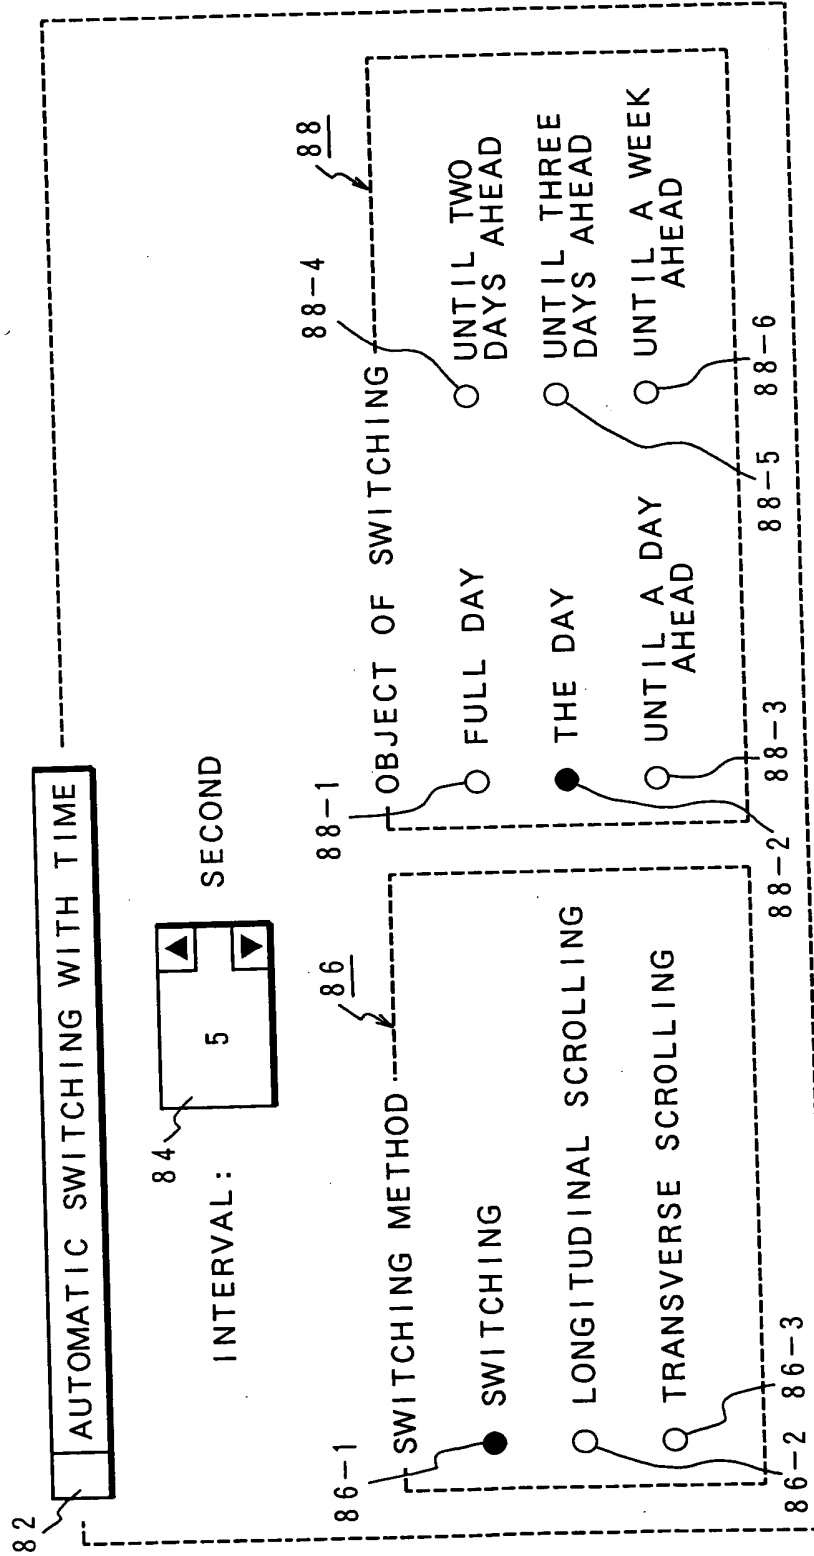 82
AUTOMATIC SWITCHING WITH TIME
84
INTERVAL:
5
SECOND
86
SWITCHING METHOD
86-1
SWITCHING
86-2
LONGITUDINAL SCROLLING
86-3
TRANSVERSE SCROLLING
88
OBJECT OF SWITCHING
88-1
FULL DAY
88-2
THE DAY
88-3
UNTIL A DAY
AHEAD
88-4
UNTIL TWO
DAYS AHEAD
88-5
UNTIL THREE
DAYS AHEAD
88-6
UNTIL A WEEK
AHEAD